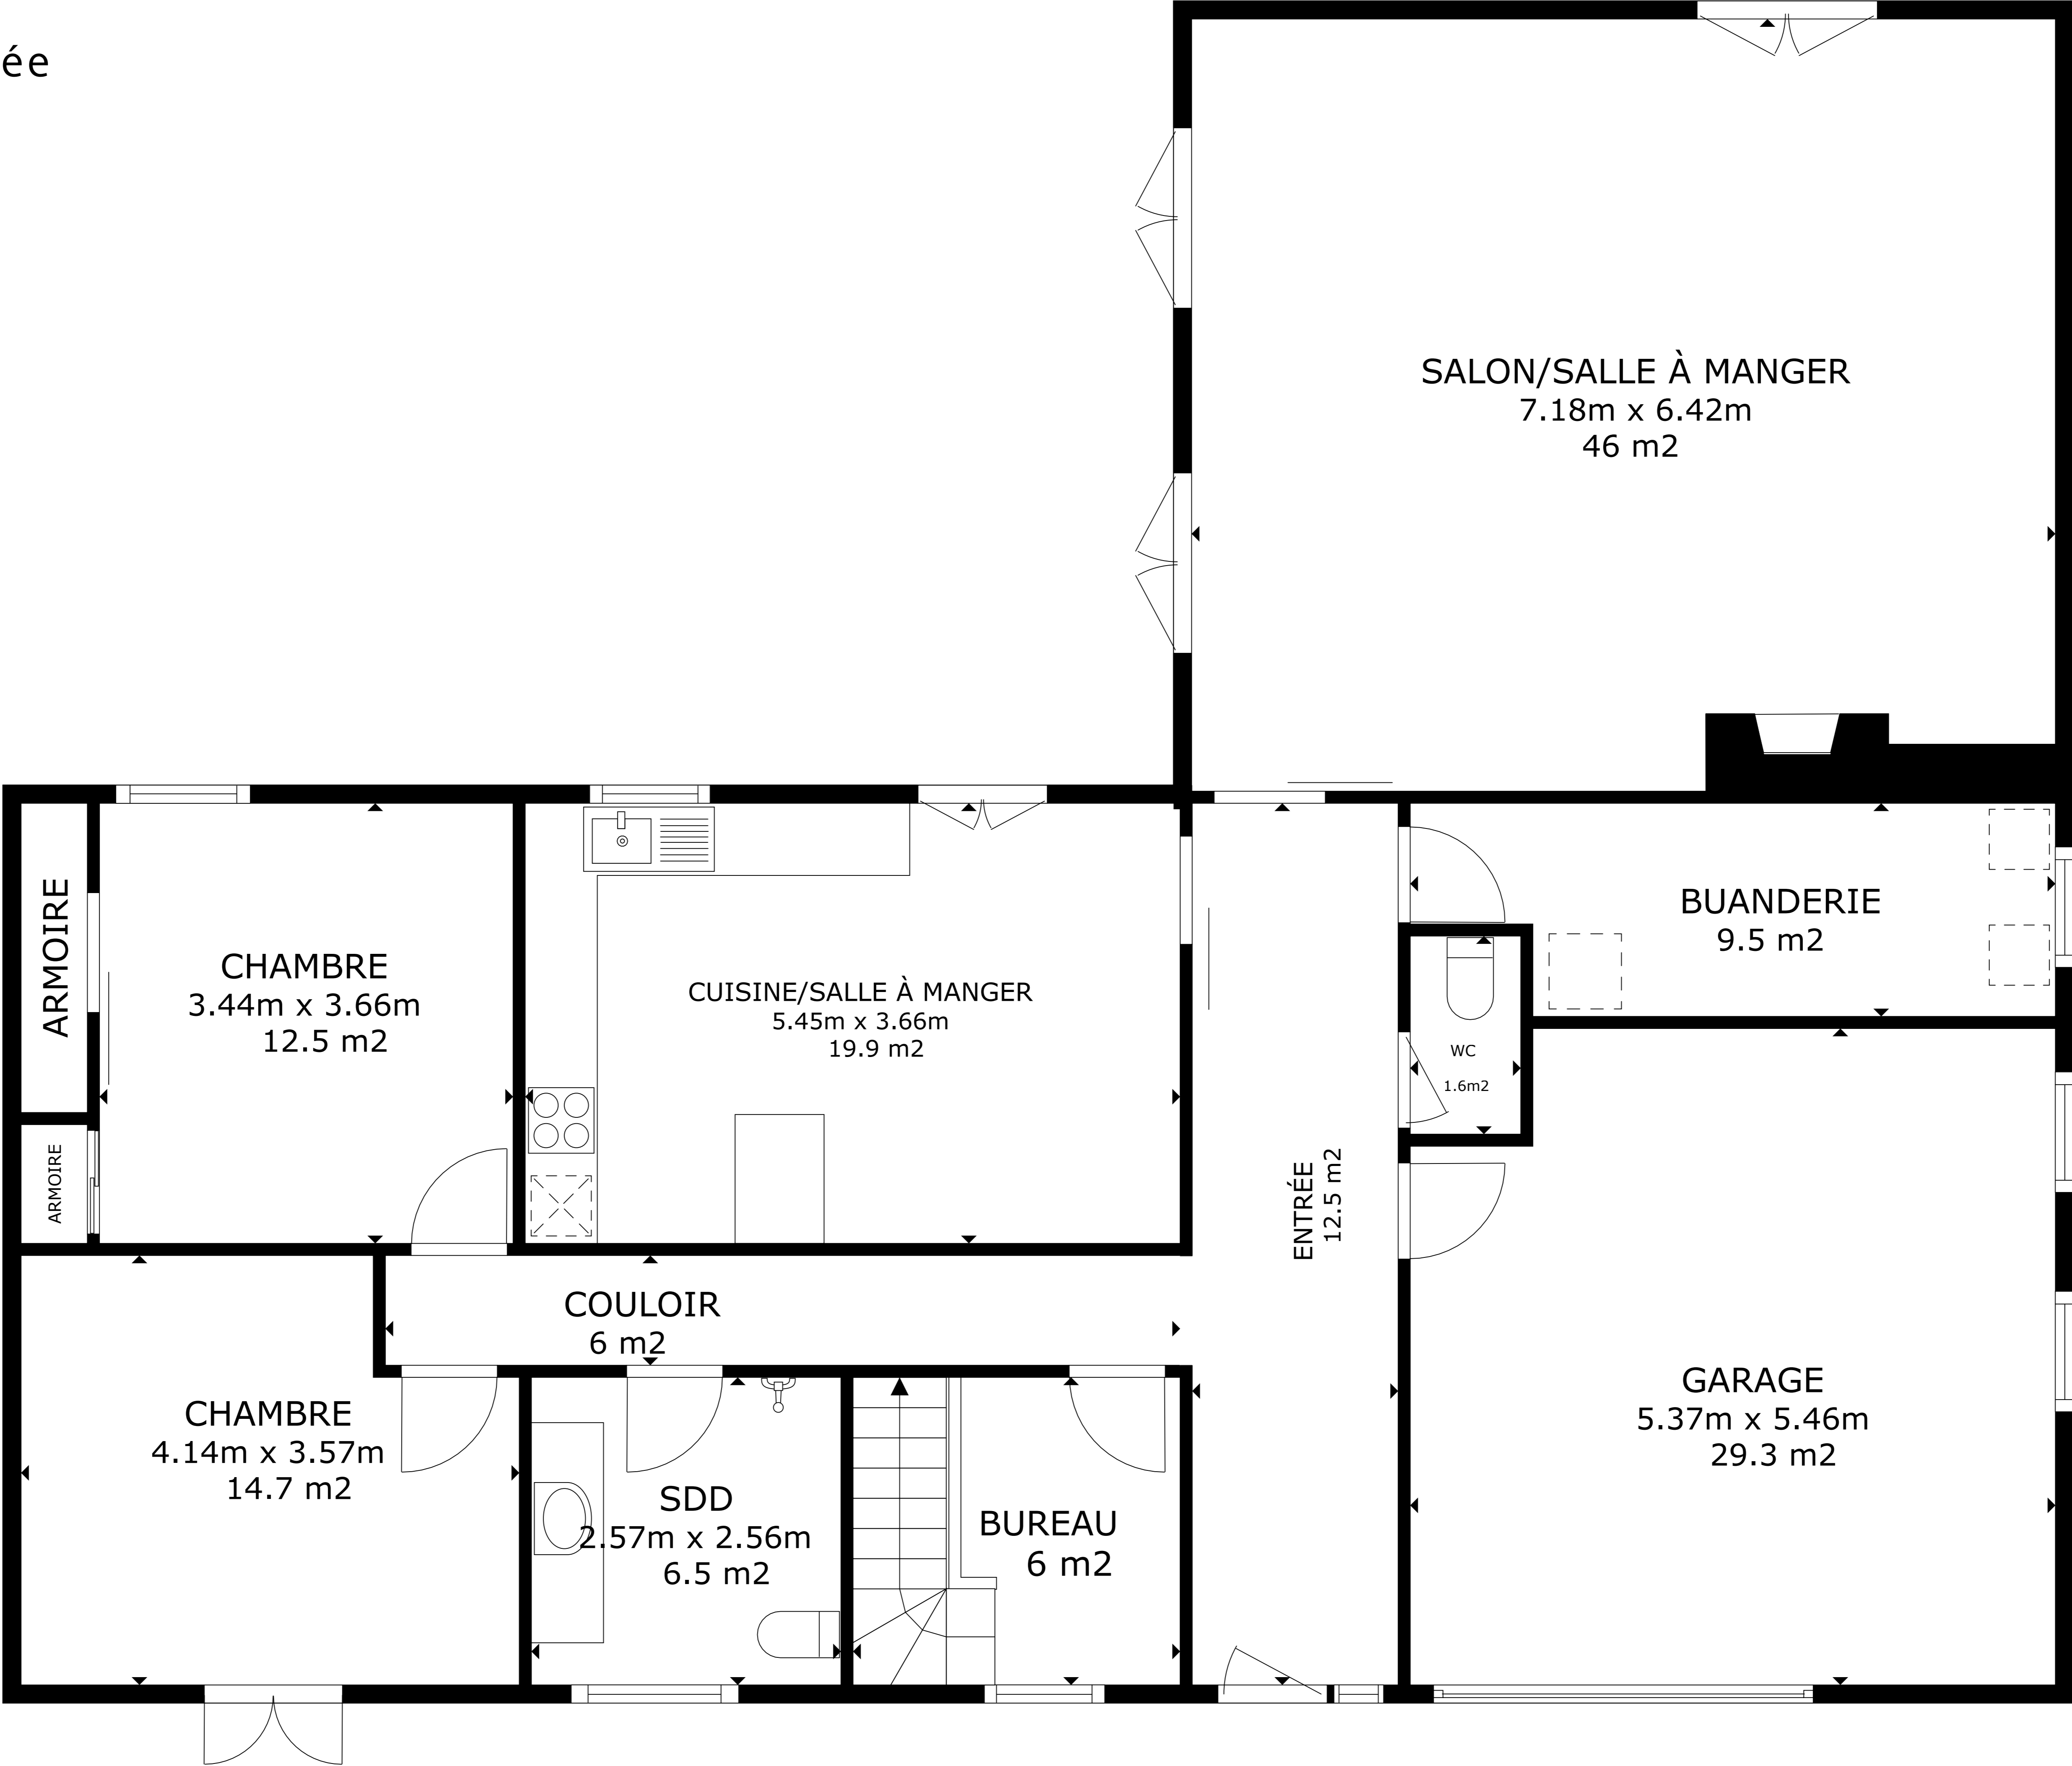 ée
SALON/SALLE À MANGER
7.18m x 6.42m
46 m2
ARMOIRE
CHAMBRE
3.44m x 3.66m
12.5 m2
CUISINE/SALLE À MANGER
5.45m x 3.66m
19.9 m2
BUANDERIE
9.5 m2
WC
1.6m2
ARMOIRE
ENTRÉE
12.5 m2
COULOIR
6 m2
CHAMBRE
4.14m x 3.57m
14.7 m2
SDD
2.57m x 2.56m
6.5 m2
BUREAU
6 m2
GARAGE
5.37m x 5.46m
29.3 m2